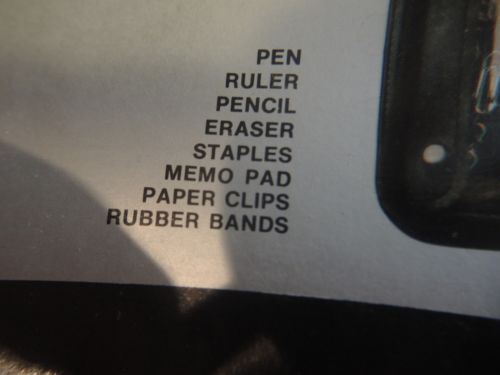 PEN
RULER
PENCIL
ERASER
STAPLES
MEMO PAD
PAPER CLIPS
RUBBER BANDS